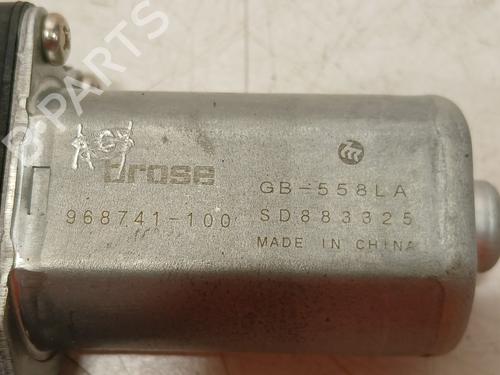 B-PARTS
brose
968741-100
GB-558LA
SD883325
MADE IN CHINA